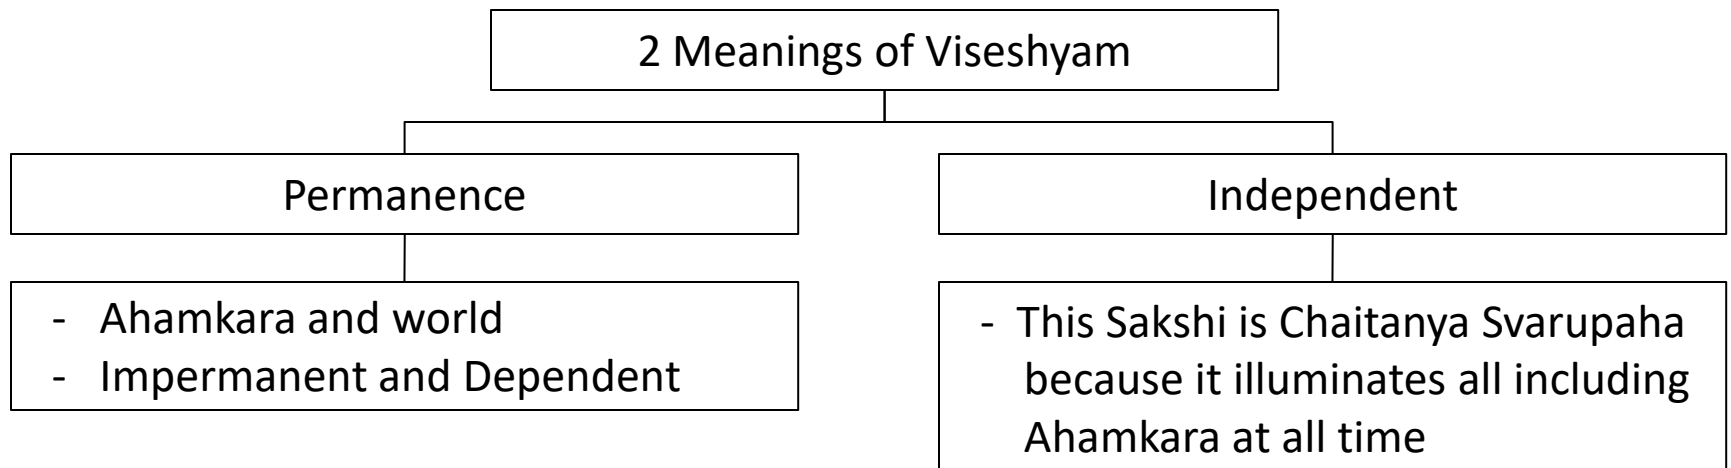 2 Meanings of Viseshyam
Permanence
- Ahamkara and world
- Impermanent and Dependent
Independent
- This Sakshi is Chaitanya Svarupaha
because it illuminates all including
Ahamkara at all time